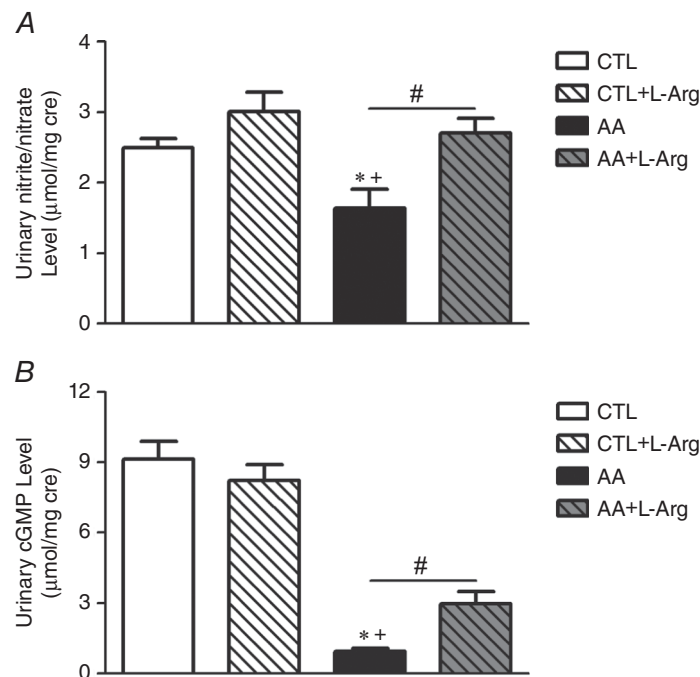 A
Urinary nitrite/nitrate
Level (μmol/mg cre)
4
3
2
1
0
* +
#
CTL
CTL+L-Arg
AA
AA+L-Arg
B
Urinary cGMP Level
(μmol/mg cre)
12
9
6
3
0
* +
#
CTL
CTL+L-Arg
AA
AA+L-Arg